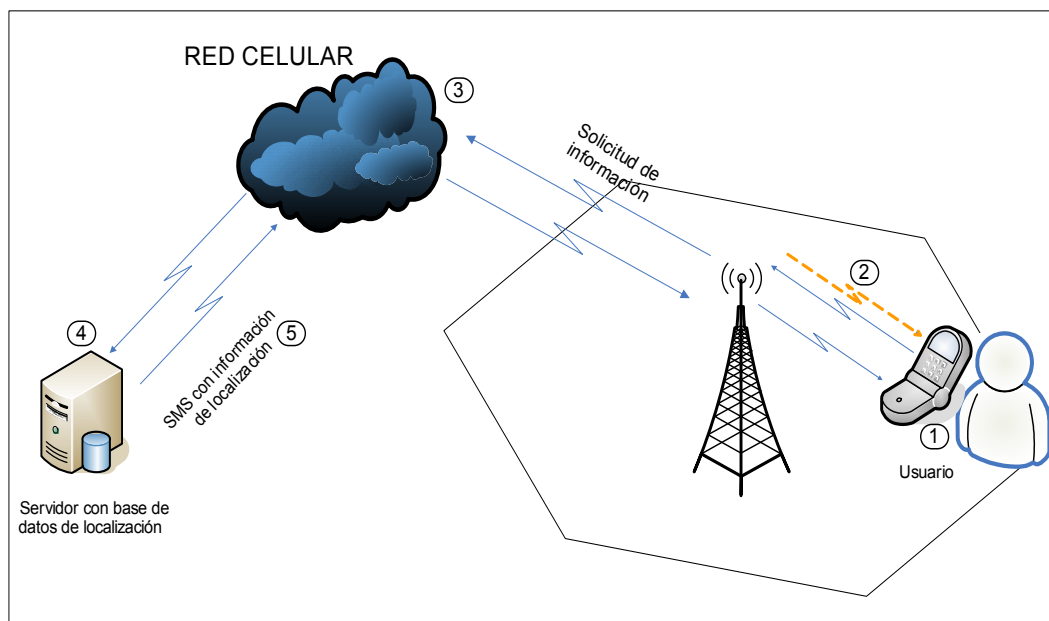 RED CELULAR
3
Solicitud de
información
2
4
5
SMS con información
de localización
1
Usuario
Servidor con base de
datos de localización